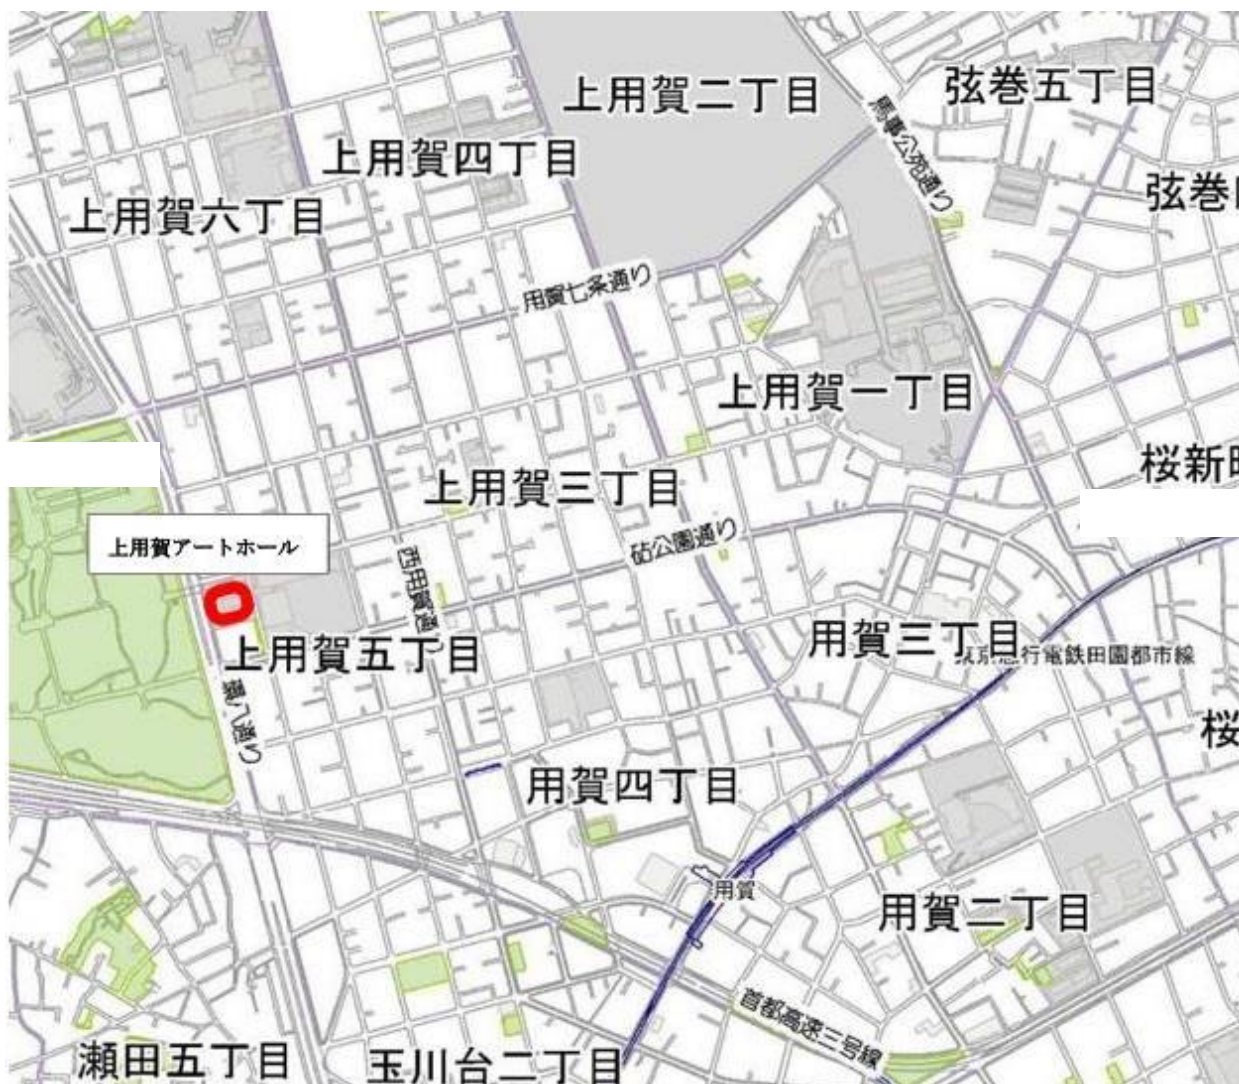 上用賀二丁目
弦巻五丁目
馬事公苑通り
上用賀四丁目
上用賀六丁目
弦巻
用賀七条通り
上用賀一丁目
桜新
上用賀三丁目
砧公園通り
上用賀アートホール
西用賀通り
上用賀五丁目
用賀三丁目
東京急行電鉄田園都市線
環八通り
桜
用賀四丁目
用賀
用賀二丁目
首都高速三号線
瀬田五丁目
玉川台二丁目